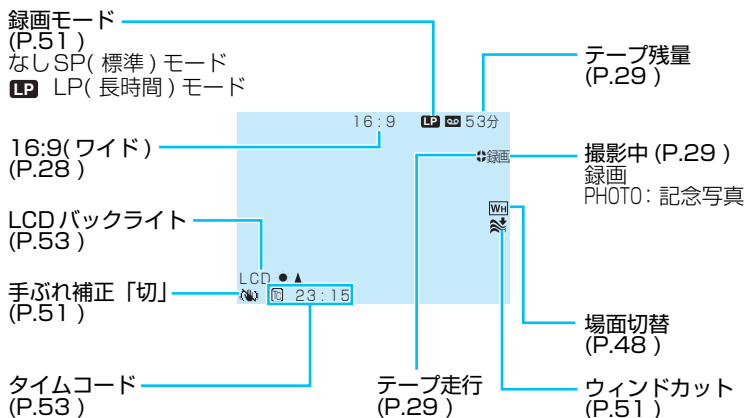 録画モード
(P.51)
なし SP(標準)モード
LP LP(長時間)モード
テープ残量
(P.29)
16:9 LP 53分
16:9(ワイド)
(P.28)
録画
撮影中 (P.29)
録画
PHOTO:記念写真
WH
LCDバックライト
(P.53)
LCD
手ぶれ補正「切」
(P.51)
TC 23:15
場面切替
(P.48)
タイムコード
(P.53)
テープ走行
(P.29)
ウィンドカット
(P.51)